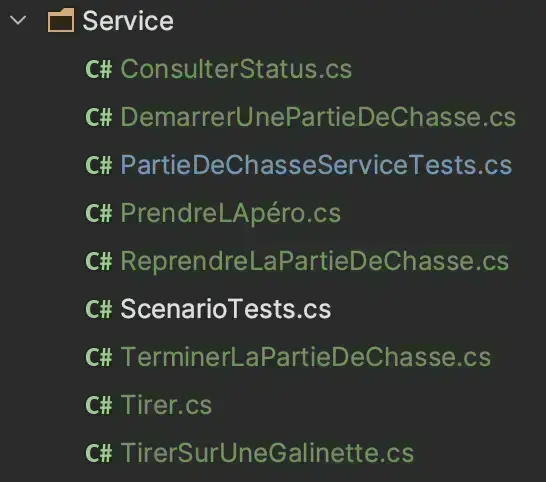 Service
C# ConsulterStatus.cs
C# DemarrerUnePartieDeChasse.cs
C# PartieDeChasseServiceTests.cs
C# PrendreLApéro.cs
C# ReprendreLaPartieDeChasse.cs
C# ScenarioTests.cs
C# TerminerLaPartieDeChasse.cs
C# Tirer.cs
C# TirerSurUneGalinette.cs